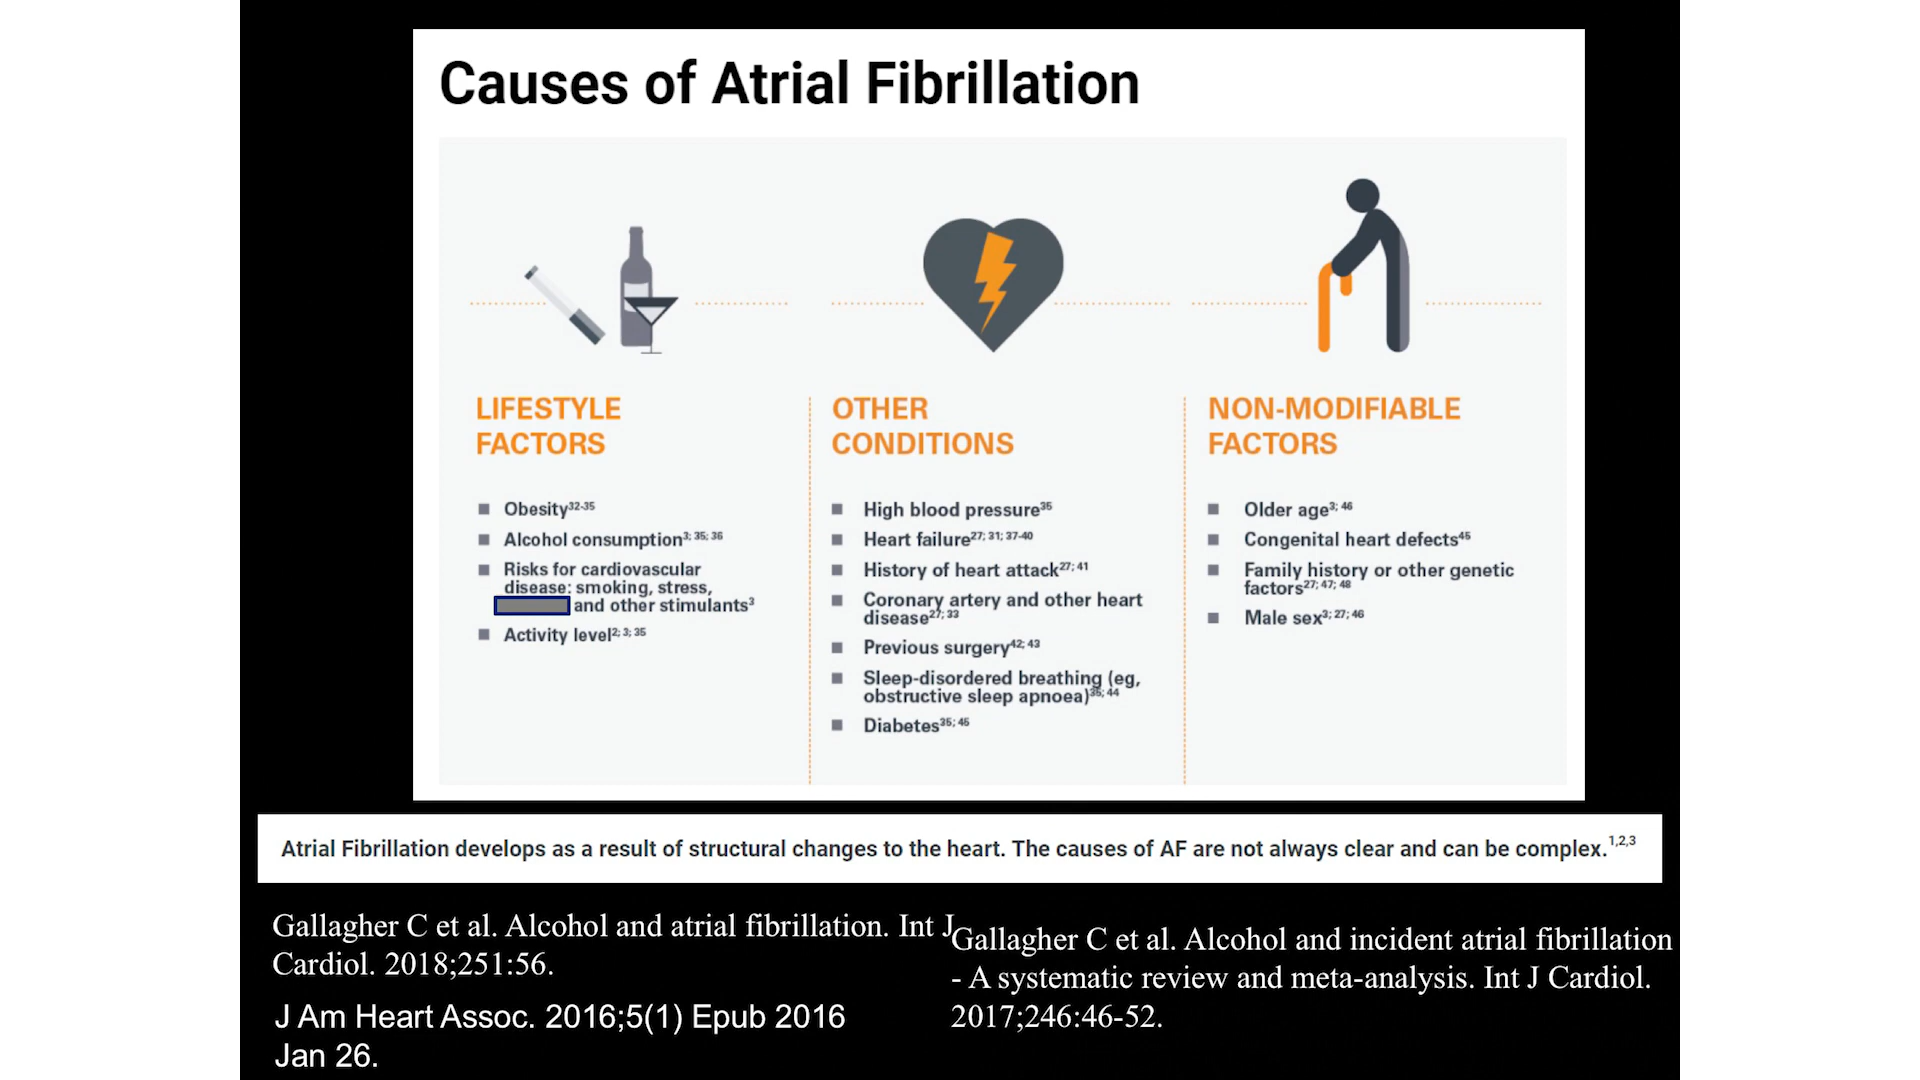 Causes of Atrial Fibrillation
LIFESTYLE
FACTORS
Obesity32-35
Alcohol consumption3; 35; 36
Risks for cardiovascular
disease: smoking, stress,
and other stimulants3
Activity level2; 3; 35
OTHER
CONDITIONS
High blood pressure35
Heart failure27; 31; 37-40
History of heart attack27; 41
Coronary artery and other heart
disease27; 33
Previous surgery42; 43
Sleep-disordered breathing (eg,
obstructive sleep apnoea)35; 44
Diabetes35; 45
NON-MODIFIABLE
FACTORS
Older age3; 46
Congenital heart defects45
Family history or other genetic
factors27; 47; 48
Male sex3; 27; 46
Atrial Fibrillation develops as a result of structural changes to the heart. The causes of AF are not always clear and can be complex.1,2,3
Gallagher C et al. Alcohol and atrial fibrillation. Int J
Cardiol. 2018;251:56.
J Am Heart Assoc. 2016;5(1) Epub 2016
Jan 26.
Gallagher C et al. Alcohol and incident atrial fibrillation
- A systematic review and meta-analysis. Int J Cardiol.
2017;246:46-52.